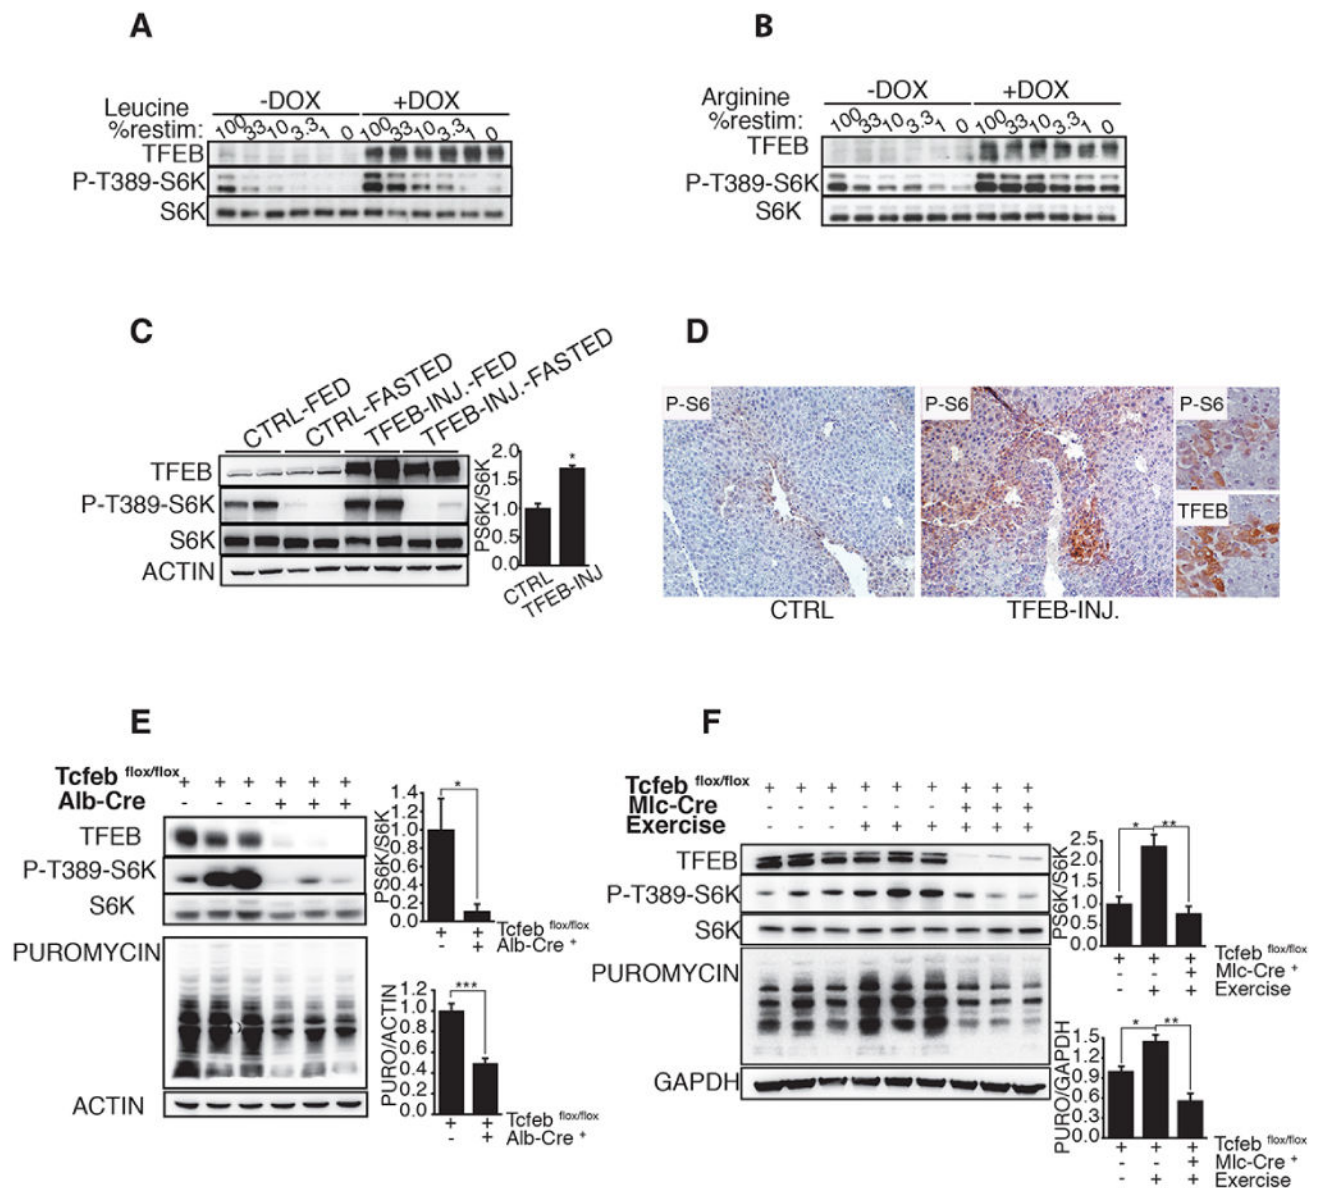 A
Leucine
%restim:
-DOX +DOX
100 33 10 3.3 1 0 100 33 10 3.3 1 0
TFEB
P-T389-S6K
S6K
B
Arginine
%restim:
-DOX +DOX
100 33 10 3.3 1 0 100 33 10 3.3 1 0
TFEB
P-T389-S6K
S6K
C
CTRL-FED
CTRL-FASTED
TFEB-INJ.-FED
TFEB-INJ.-FASTED
TFEB
P-T389-S6K
S6K
ACTIN
PS6K/S6K
2.0
1.5
1.0
0.5
0.0
*
CTRL
TFEB-INJ
D
P-S6
P-S6
P-S6
TFEB
CTRL
TFEB-INJ.
E
Tcfeb flox/flox + + + + + +
Alb-Cre - - - + + +
TFEB
P-T389-S6K
S6K
PUROMYCIN
ACTIN
PS6K/S6K
1.4
1.2
1.0
0.8
0.6
0.4
0.2
0.0
*
+ + Tcfeb flox/flox
- + Alb-Cre +
PURO/ACTIN
1.2
1.0
0.8
0.6
0.4
0.2
0.0
***
+ + Tcfeb flox/flox
- + Alb-Cre +
F
Tcfeb flox/flox + + + + + + + + +
Mlc-Cre - - - - - - + + +
Exercise - - - + + + + + +
TFEB
P-T389-S6K
S6K
PUROMYCIN
GAPDH
PS6K/S6K
2.5
2.0
1.5
1.0
0.5
0.0
* **
+ + + Tcfeb flox/flox
- - + Mlc-Cre +
- + + Exercise
PURO/GAPDH
1.5
1.2
0.9
0.6
0.3
0.0
* **
+ + + Tcfeb flox/flox
- - + Mlc-Cre +
- + + Exercise